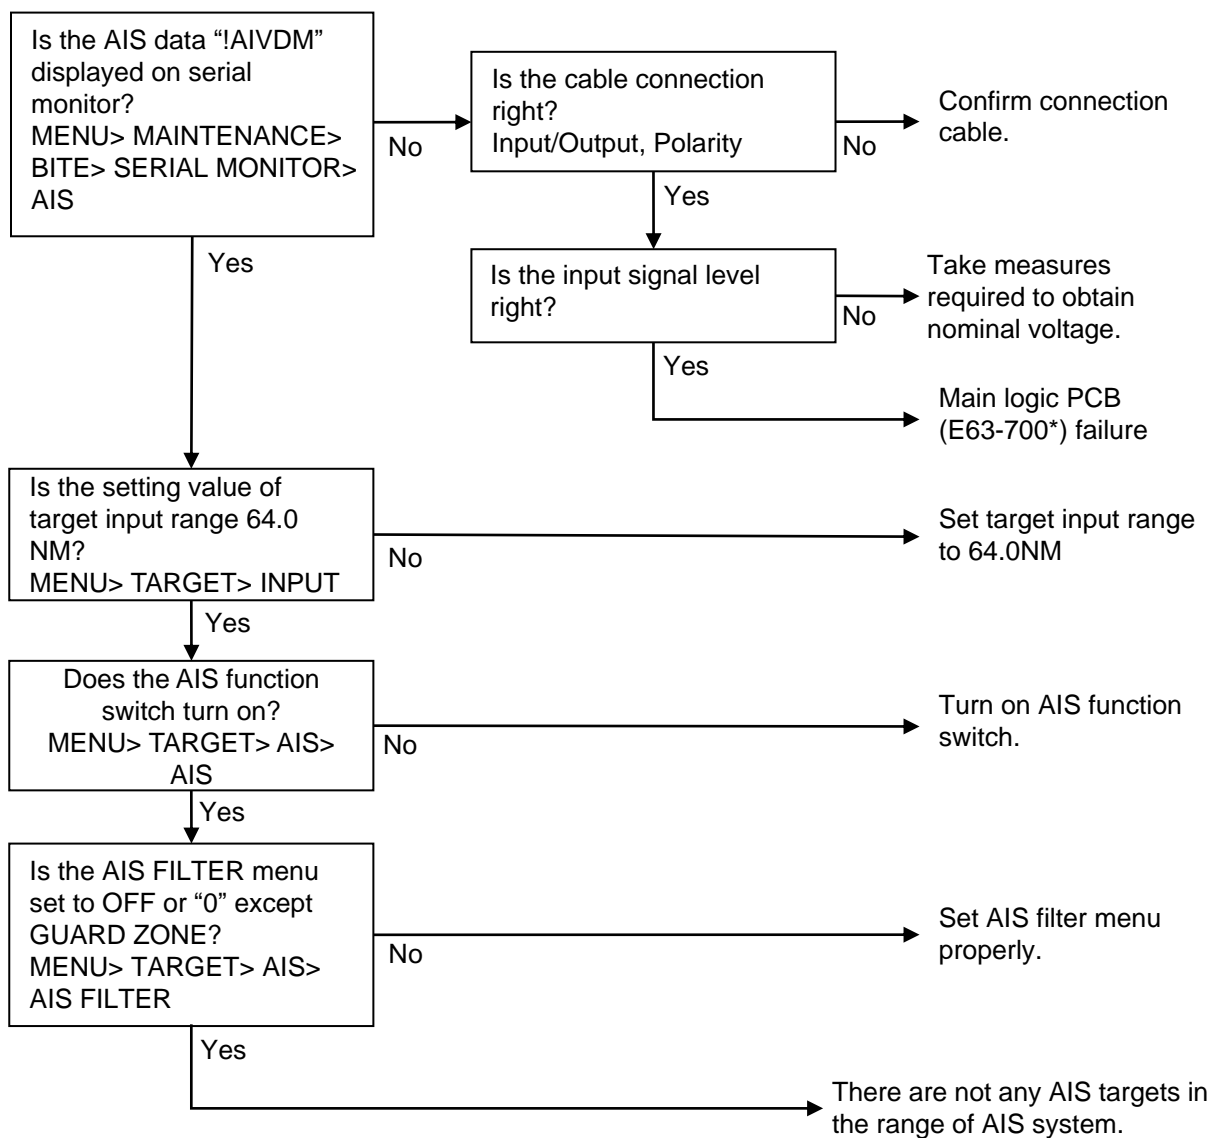 Is the AIS data “!AIVDM”
displayed on serial
monitor?
MENU> MAINTENANCE>
BITE> SERIAL MONITOR>
AIS
No
Is the cable connection
right?
Input/Output, Polarity
No
Confirm connection
cable.
Yes
Yes
Is the input signal level
right?
No
Take measures
required to obtain
nominal voltage.
Yes
Main logic PCB
(E63-700*) failure
Is the setting value of
target input range 64.0
NM?
MENU> TARGET> INPUT
No
Set target input range
to 64.0NM
Yes
Does the AIS function
switch turn on?
MENU> TARGET> AIS>
AIS
No
Turn on AIS function
switch.
Yes
Is the AIS FILTER menu
set to OFF or “0” except
GUARD ZONE?
MENU> TARGET> AIS>
AIS FILTER
No
Set AIS filter menu
properly.
Yes
There are not any AIS targets in
the range of AIS system.